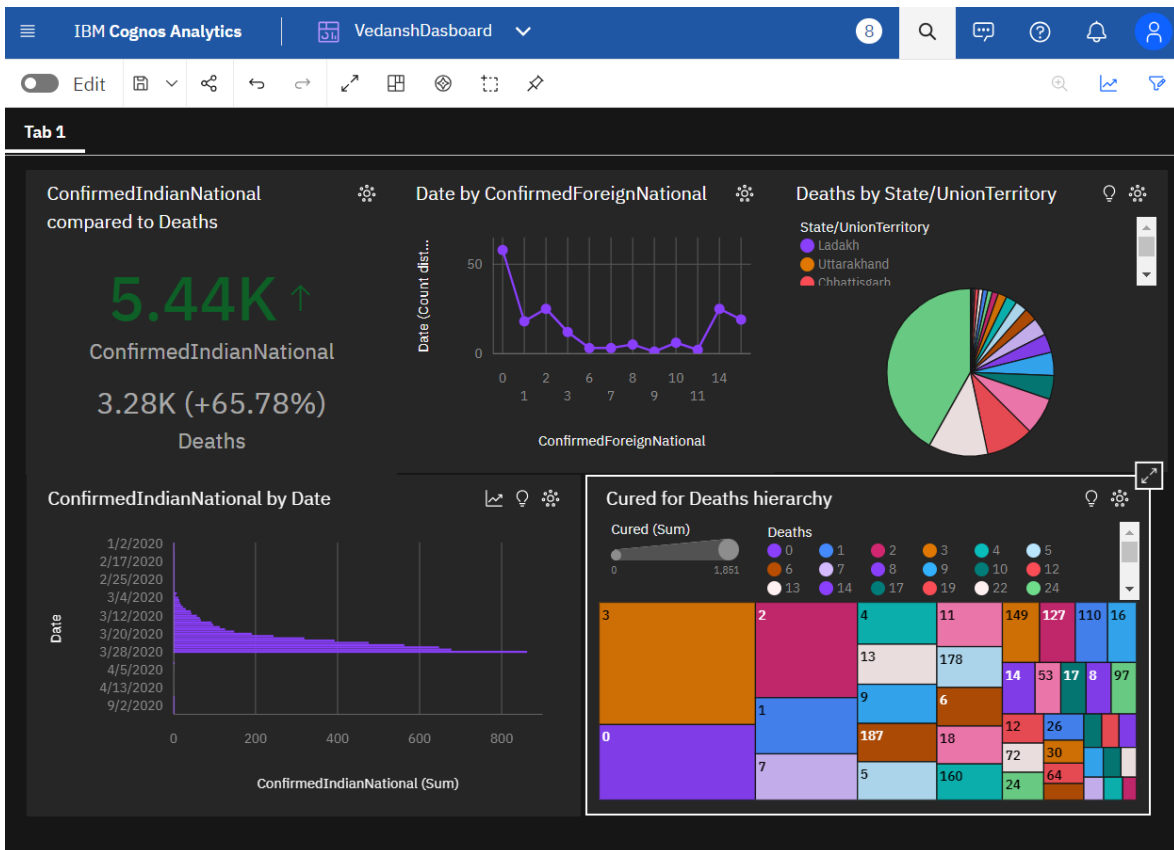 IBM Cognos Analytics
VedanshDasboard
8
Edit
Tab 1
ConfirmedIndianNational
compared to Deaths
5.44K
ConfirmedIndianNational
3.28K (+65.78%)
Deaths
Date by ConfirmedForeignNational
Date (Count dist...
50
0
0 2 6 8 10 14
1 3 7 9 11
ConfirmedForeignNational
Deaths by State/UnionTerritory
State/UnionTerritory
Ladakh
Uttarakhand
Chhattisgarh
ConfirmedIndianNational by Date
Date
1/2/2020
2/17/2020
2/25/2020
3/4/2020
3/12/2020
3/20/2020
3/28/2020
4/5/2020
4/13/2020
9/2/2020
0 200 400 600 800
ConfirmedIndianNational (Sum)
Cured for Deaths hierarchy
Cured (Sum)
0 1,851
Deaths
0 1 2 3 4 5
6 7 8 9 10 12
13 14 17 19 22 24
3 2 4 11 149 127 110 16
13 178
14 53 17 8 97
1 9 6
0 187 18 12 26
72 30
7 5 160 24 64